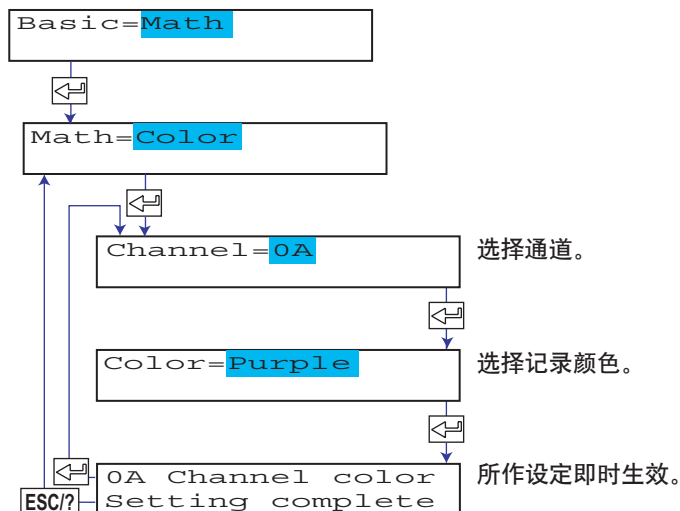 Basic=Math
Math=Color
Channel=0A
选择通道。
Color=Purple
选择记录颜色。
0A Channel color
所作设定即时生效。
ESC/?
Setting complete